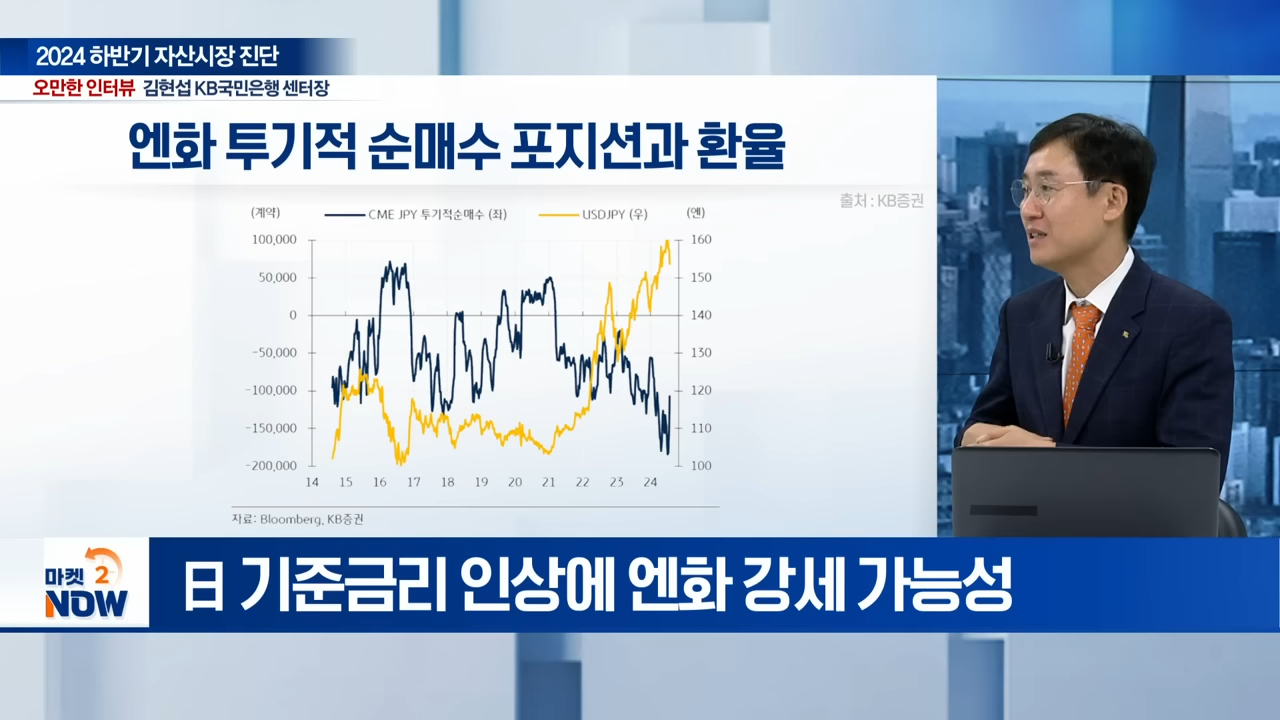 2024 하반기 자산시장 진단
오만한 인터뷰 김현섭 KB국민은행 센터장
엔화 투기적 순매수 포지션과 환율
출처 : KB증권
(계약) CME JPY 투기적순매수 (좌) USDJPY (우) (엔)
100,000 160
50,000 150
0 140
-50,000 130
-100,000 120
-150,000 110
-200,000 100
14 15 16 17 18 19 20 21 22 23 24
자료: Bloomberg, KB증권
마켓 2
NOW
日 기준금리 인상에 엔화 강세 가능성